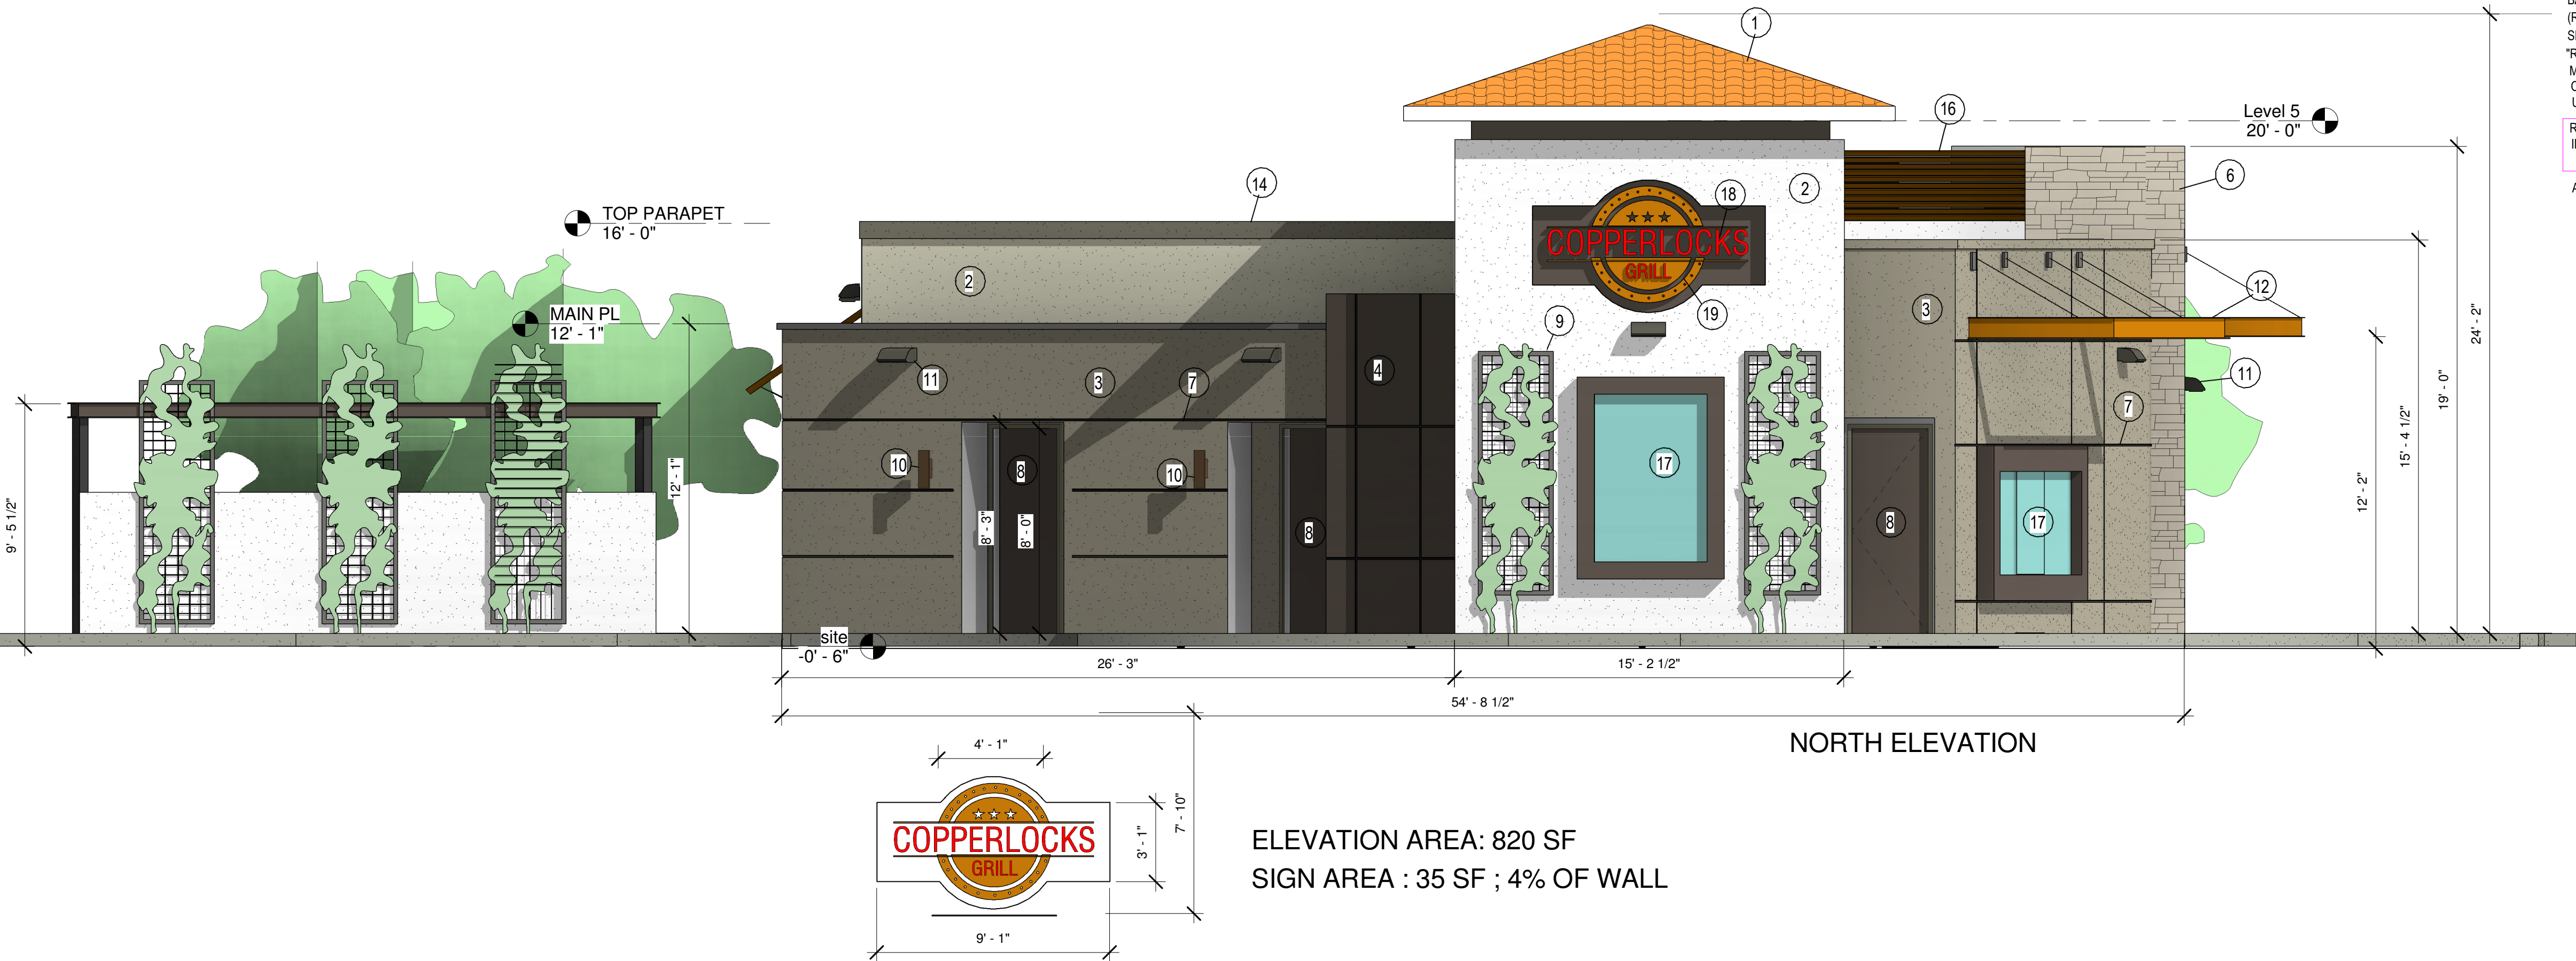 1
24' - 2"
16
Level 5
20' - 0"
14
TOP PARAPET
16' - 0"
6
18
2
COPPERLOCKS
GRILL
19
2
3
12
MAIN PL
12' - 1"
9
11
3
7
4
11
7
19' - 0"
15' - 4 1/2"
12' - 2"
9' - 5 1/2"
12' - 1"
10
8
10
8
17
8
17
8' - 3"
8' - 0"
site
-0' - 6"
26' - 3"
15' - 2 1/2"
54' - 8 1/2"
NORTH ELEVATION
4' - 1"
COPPERLOCKS
GRILL
3' - 1"
7' - 10"
9' - 1"
ELEVATION AREA: 820 SF
SIGN AREA : 35 SF ; 4% OF WALL